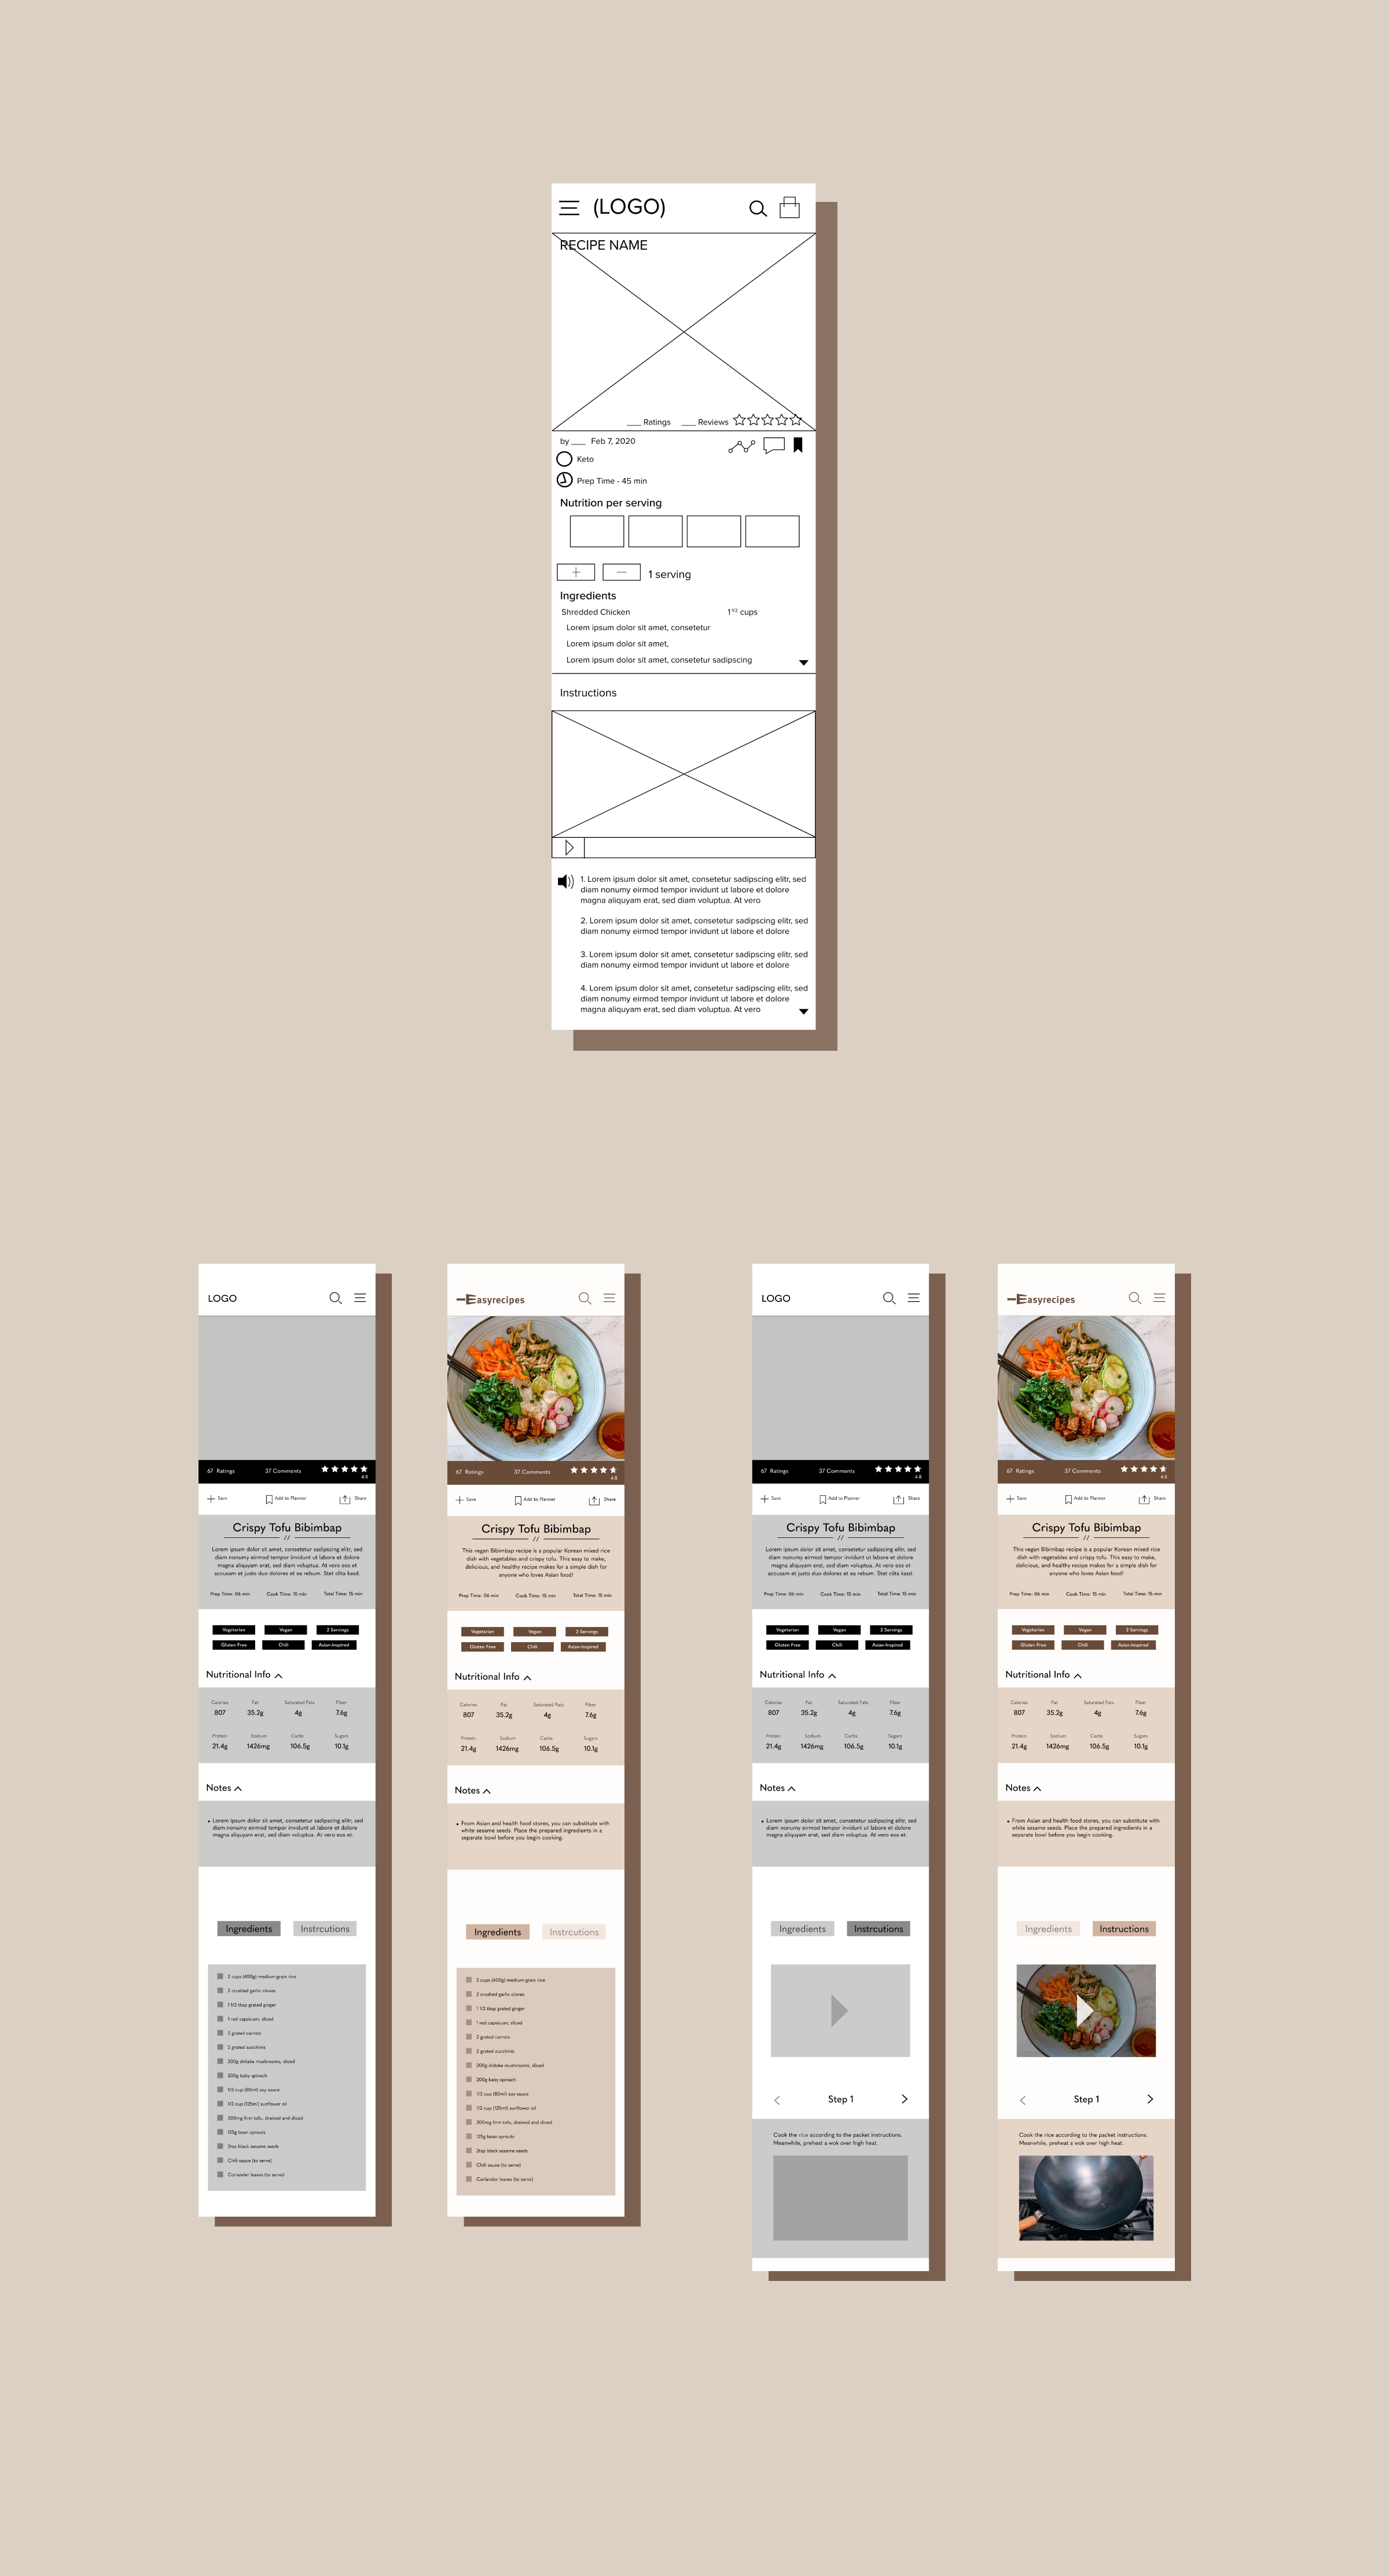 (LOGO)
RECIPE NAME
___ Ratings ___ Reviews
by ___ Feb 7, 2020
Keto
Prep Time - 45 min
Nutrition per serving
1 serving
Ingredients
Shredded Chicken 1 1/2 cups
Lorem ipsum dolor sit amet, consetetur
Lorem ipsum dolor sit amet,
Lorem ipsum dolor sit amet, consetetur sadipscing
Instructions
1. Lorem ipsum dolor sit amet, consetetur sadipscing elitr, sed
diam nonumy eirmod tempor invidunt ut labore et dolore
magna aliquyam erat, sed diam voluptua. At vero
2. Lorem ipsum dolor sit amet, consetetur sadipscing elitr, sed
diam nonumy eirmod tempor invidunt ut labore et dolore
3. Lorem ipsum dolor sit amet, consetetur sadipscing elitr, sed
diam nonumy eirmod tempor invidunt ut labore et dolore
4. Lorem ipsum dolor sit amet, consetetur sadipscing elitr, sed
diam nonumy eirmod tempor invidunt ut labore et dolore
magna aliquyam erat, sed diam voluptua. At vero
LOGO
67 Ratings 37 Comments
4.8
Save Add to Planner Share
Crispy Tofu Bibimbap
//
Lorem ipsum dolor sit amet, consetetur sadipscing elitr, sed
diam nonumy eirmod tempor invidunt ut labore et dolore
magna aliquyam erat, sed diam voluptua. At vero eos et
accusam et justo duo dolores et ea rebum. Stet clita kasd.
Prep Time: 06 min Cook Time: 15 min Total Time: 15 min
Vegetarian Vegan 2 Servings
Gluten Free Chili Asian-Inspired
Nutritional Info
Calories Fat Saturated Fats Fiber
807 35.2g 4g 7.6g
Protein Sodium Carbs Sugars
21.4g 1426mg 106.5g 10.1g
Notes
• Lorem ipsum dolor sit amet, consetetur sadipscing elitr, sed
diam nonumy eirmod tempor invidunt ut labore et dolore
magna aliquyam erat, sed diam voluptua. At vero eos et.
Ingredients Instrcutions
2 cups (400g) medium-grain rice
2 crushed garlic cloves
1 1/2 tbsp grated ginger
1 red capsicum, sliced
2 grated carrots
2 grated zucchinis
200g shitake mushrooms, sliced
200g baby spinach
1/3 cup (80ml) soy sauce
1/2 cup (125ml) sunflower oil
300mg firm tofu, drained and diced
125g bean sprouts
2tsp black sesame seeds
Chili sauce (to serve)
Coriander leaves (to serve)
Easyrecipes
67 Ratings 37 Comments
4.8
Save Add to Planner Share
Crispy Tofu Bibimbap
//
This vegan Bibimbap recipe is a popular Korean mixed rice
dish with vegetables and crispy tofu. This easy to make,
delicious, and healthy recipe makes for a simple dish for
anyone who loves Asian food!
Prep Time: 06 min Cook Time: 15 min Total Time: 15 min
Vegetarian Vegan 2 Servings
Gluten Free Chili Asian-Inspired
Nutritional Info
Calories Fat Saturated Fats Fiber
807 35.2g 4g 7.6g
Protein Sodium Carbs Sugars
21.4g 1426mg 106.5g 10.1g
Notes
• From Asian and health food stores, you can substitute with
white sesame seeds. Place the prepared ingredients in a
separate bowl before you begin cooking.
Ingredients Instrcutions
2 cups (400g) medium-grain rice
2 crushed garlic cloves
1 1/2 tbsp grated ginger
1 red capsicum, sliced
2 grated carrots
2 grated zucchinis
200g shitake mushrooms, sliced
200g baby spinach
1/3 cup (80ml) soy sauce
1/2 cup (125ml) sunflower oil
300mg firm tofu, drained and diced
125g bean sprouts
2tsp black sesame seeds
Chili sauce (to serve)
Coriander leaves (to serve)
LOGO
67 Ratings 37 Comments
4.8
Save Add to Planner Share
Crispy Tofu Bibimbap
//
Lorem ipsum dolor sit amet, consetetur sadipscing elitr, sed
diam nonumy eirmod tempor invidunt ut labore et dolore
magna aliquyam erat, sed diam voluptua. At vero eos et
accusam et justo duo dolores et ea rebum. Stet clita kasd.
Prep Time: 06 min Cook Time: 15 min Total Time: 15 min
Vegetarian Vegan 2 Servings
Gluten Free Chili Asian-Inspired
Nutritional Info
Calories Fat Saturated Fats Fiber
807 35.2g 4g 7.6g
Protein Sodium Carbs Sugars
21.4g 1426mg 106.5g 10.1g
Notes
• Lorem ipsum dolor sit amet, consetetur sadipscing elitr, sed
diam nonumy eirmod tempor invidunt ut labore et dolore
magna aliquyam erat, sed diam voluptua. At vero eos et.
Ingredients Instrcutions
Step 1
Cook the rice according to the packet instructions.
Meanwhile, preheat a wok over high heat.
Easyrecipes
67 Ratings 37 Comments
4.8
Save Add to Planner Share
Crispy Tofu Bibimbap
//
This vegan Bibimbap recipe is a popular Korean mixed rice
dish with vegetables and crispy tofu. This easy to make,
delicious, and healthy recipe makes for a simple dish for
anyone who loves Asian food!
Prep Time: 06 min Cook Time: 15 min Total Time: 15 min
Vegetarian Vegan 2 Servings
Gluten Free Chili Asian-Inspired
Nutritional Info
Calories Fat Saturated Fats Fiber
807 35.2g 4g 7.6g
Protein Sodium Carbs Sugars
21.4g 1426mg 106.5g 10.1g
Notes
• From Asian and health food stores, you can substitute with
white sesame seeds. Place the prepared ingredients in a
separate bowl before you begin cooking.
Ingredients Instructions
Step 1
Cook the rice according to the packet instructions.
Meanwhile, preheat a wok over high heat.